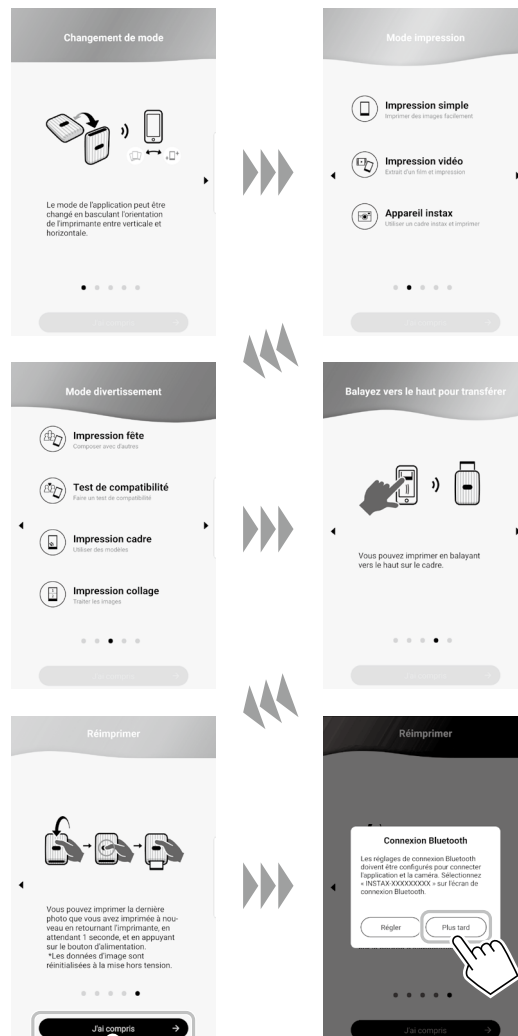 Changement de mode
Le mode de l'application peut être
changé en basculant l'orientation
de l'imprimante entre verticale et
horizontale.
J'ai compris
Mode impression
Impression simple
Imprimer des images facilement
Impression vidéo
Extrait d'un film et impression
Appareil instax
Utiliser un cadre instax et imprimer
J'ai compris
Mode divertissement
Impression fête
Composer avec d'autres
Test de compatibilité
Faire un test de compatibilité
Impression cadre
Utiliser des modèles
Impression collage
Traiter les images
J'ai compris
Balayez vers le haut pour transférer
Vous pouvez imprimer en balayant
vers le haut sur le cadre.
J'ai compris
Réimprimer
Vous pouvez imprimer la dernière
photo que vous avez imprimée à nou-
veau en retournant l'imprimante, en
attendant 1 seconde, et en appuyant
sur le bouton d'alimentation.
*Les données d'image sont
réinitialisées à la mise hors tension.
J'ai compris
Réimprimer
Connexion Bluetooth
Les réglages de connexion Bluetooth
doivent être configurés pour connecter
l'application et la caméra. Sélectionnez
« INSTAX-XXXXXXXXX » sur l'écran de
connexion Bluetooth.
Régler
Plus tard
J'ai compris